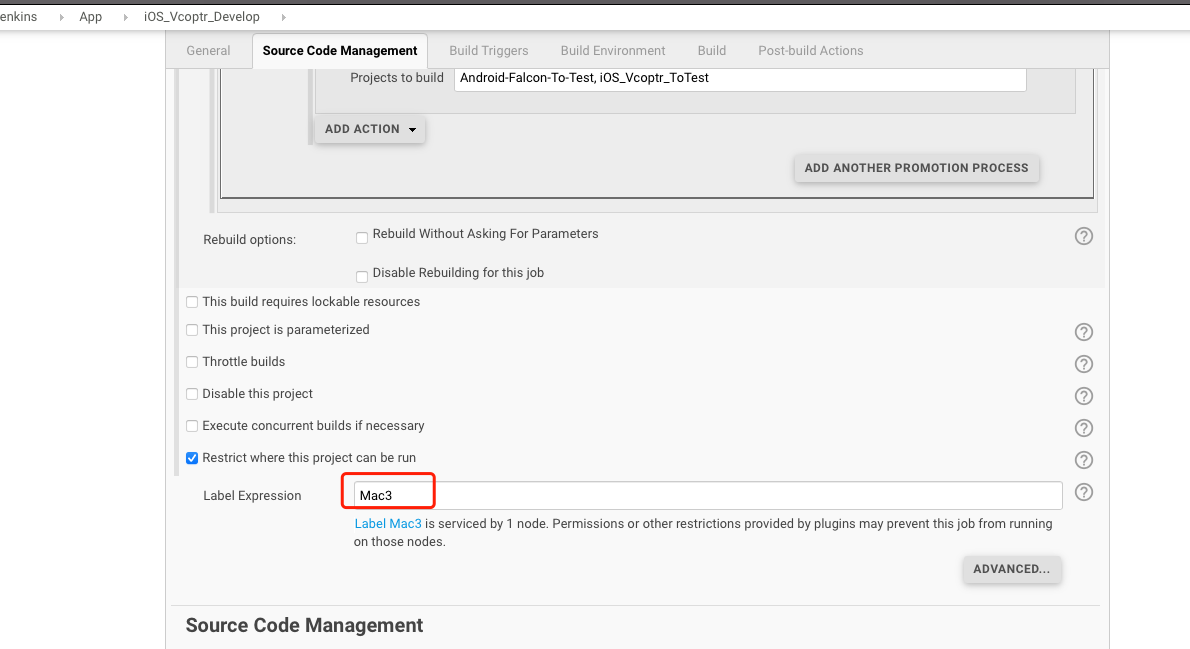 enkins App iOS_Vcoptr_Develop
General Source Code Management Build Triggers Build Environment Build Post-build Actions
Projects to build Android-Falcon-To-Test, iOS_Vcoptr_ToTest
ADD ACTION
ADD ANOTHER PROMOTION PROCESS
Rebuild options: Rebuild Without Asking For Parameters
Disable Rebuilding for this job
This build requires lockable resources
This project is parameterized
Throttle builds
Disable this project
Execute concurrent builds if necessary
Restrict where this project can be run
Label Expression Mac3
Label Mac3 is serviced by 1 node. Permissions or other restrictions provided by plugins may prevent this job from running
on those nodes.
ADVANCED...
Source Code Management